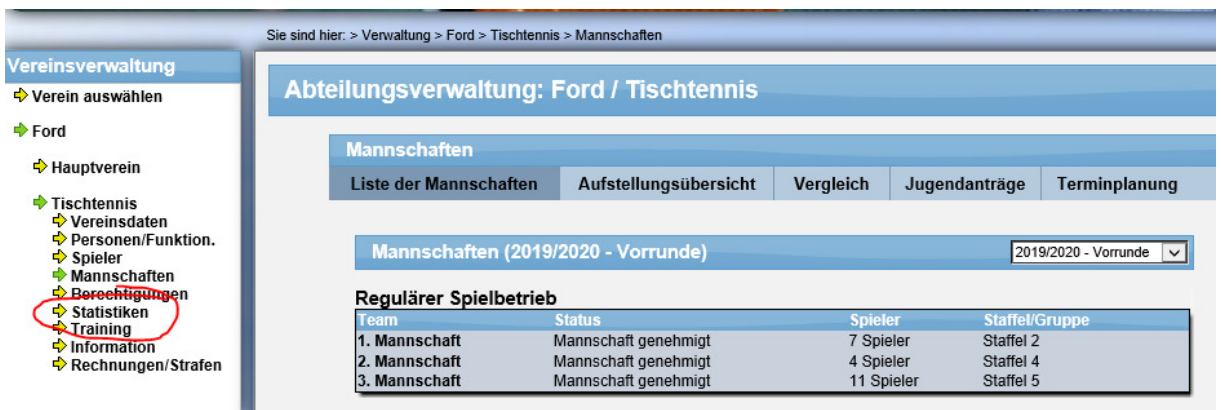 Sie sind hier: > Verwaltung > Ford > Tischtennis > Mannschaften
Vereinsverwaltung
Verein auswählen
Ford
Hauptverein
Tischtennis
Vereinsdaten
Personen/Funktion.
Spieler
Mannschaften
Berechtigungen
Statistiken
Training
Information
Rechnungen/Strafen
Abteilungsverwaltung: Ford / Tischtennis
Mannschaften
Liste der Mannschaften Aufstellungsübersicht Vergleich Jugendanträge Terminplanung
Mannschaften (2019/2020 - Vorrunde) 2019/2020 - Vorrunde
Regulärer Spielbetrieb
Team Status Spieler Staffel/Gruppe
1. Mannschaft Mannschaft genehmigt 7 Spieler Staffel 2
2. Mannschaft Mannschaft genehmigt 4 Spieler Staffel 4
3. Mannschaft Mannschaft genehmigt 11 Spieler Staffel 5